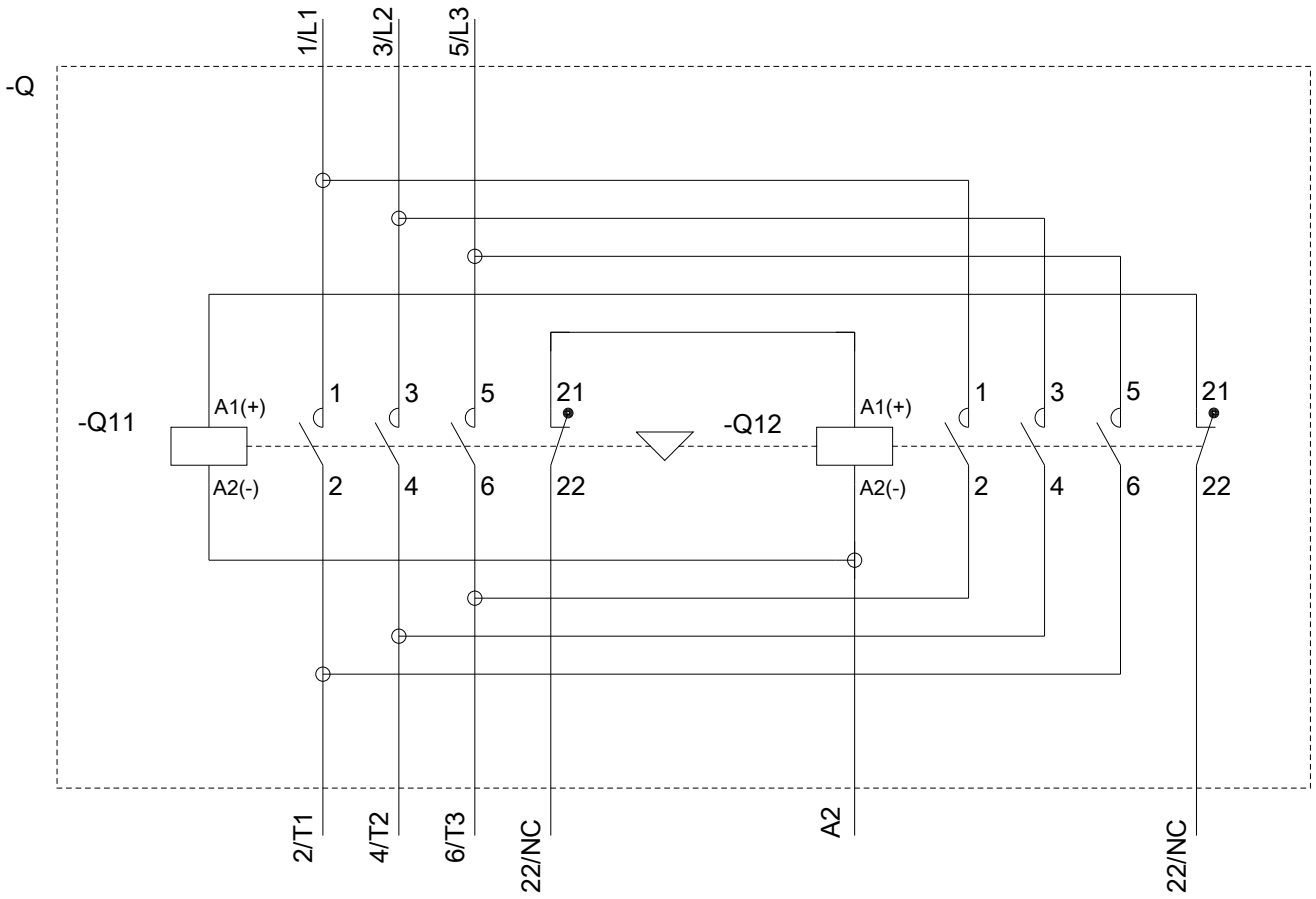 1/L1
3/L2
5/L3
-Q
1
3
5
21
1
3
5
21
A1(+)
A1(+)
-Q11
-Q12
A2(-)
2
4
6
22
A2(-)
2
4
6
22
2/T1
4/T2
6/T3
22/NC
A2
22/NC